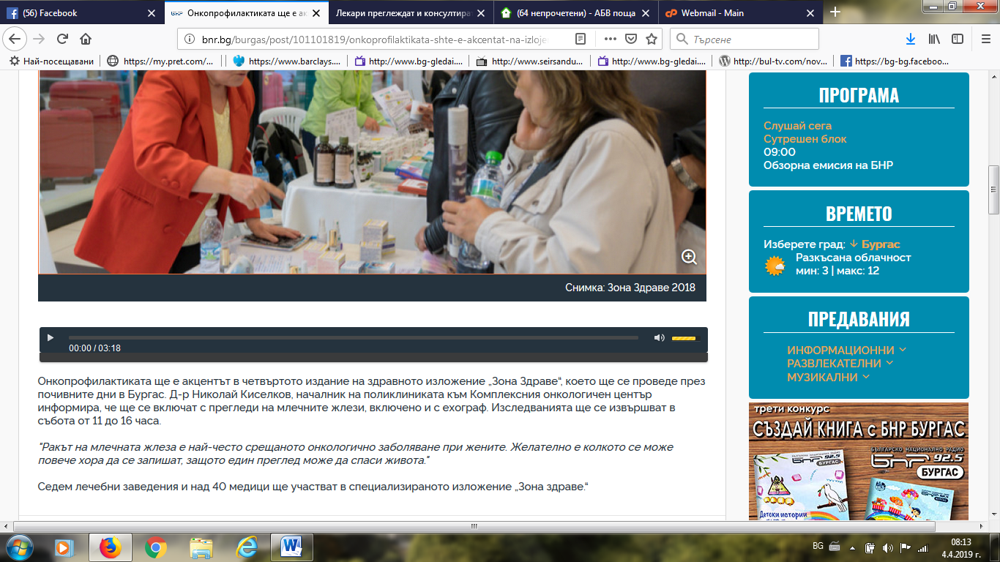 (56) Facebook
Онкопрофилактиката ще е ак
Лекари преглеждат и консултират
(64 непрочетени) - АБВ поща
Webmail - Main
bnr.bg/burgas/post/101101819/onkoprofilaktikata-shte-e-akcentat-na-izloje
Търсене
Най-посещавани
https://my.pret.com/...
https://www.barclays....
http://www.bg-gledai....
http://www.seirsandu...
http://www.bg-gledai....
http://bul-tv.com/nov...
https://bg-bg.faceboo...
Снимка: Зона Здраве 2018
00:00 / 03:18
Онкопрофилактиката ще е акцентът в четвъртото издание на здравното изложение „Зона Здраве“, което ще се проведе през
почивните дни в Бургас. Д-р Николай Киселков, началник на поликлиниката към Комплексния онкологичен център
информира, че ще се включат с прегледи на млечните жлези, включено и с ехограф. Изследванията ще се извършват в
събота от 11 до 16 часа.
"Ракът на млечната жлеза е най-често срещаното онкологично заболяване при жените. Желателно е колкото се може
повече хора да се запишат, защото един преглед може да спаси живота."
Седем лечебни заведения и над 40 медици ще участват в специализираното изложение „Зона здраве.“
ПРОГРАМА
Слушай сега
Сутрешен блок
09:00
Обзорна емисия на БНР
ВРЕМЕТО
Изберете град: Бургас
Разкъсана облачност
мин: 3 | макс: 12
ПРЕДАВАНИЯ
ИНФОРМАЦИОННИ
РАЗВЛЕКАТЕЛНИ
МУЗИКАЛНИ
трети конкурс
СЪЗДАЙ КНИГА с БНР БУРГАС
БЪЛГАРСКО НАЦИОНАЛНО РАДИО
БНР 92.5
БУРГАС
Детски истории
BG
08:13
4.4.2019 г.